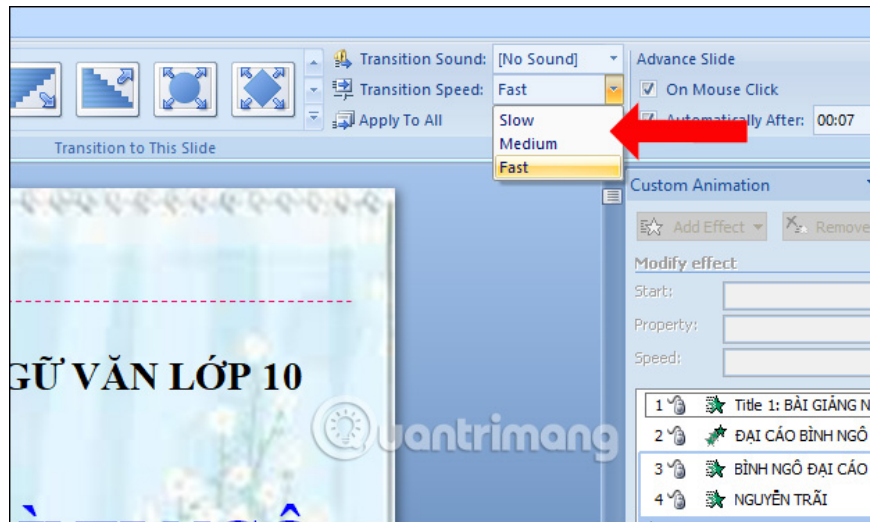 Transition Sound: [No Sound]
Advance Slide
Transition Speed: Fast
On Mouse Click
Apply To All
Slow
Automatically After: 00:07
Medium
Fast
Transition to This Slide
Custom Animation
Add Effect
Remove
Modify effect
Start:
Property:
Speed:
GỮ VĂN LỚP 10
uantrimang
1 Title 1: BÀI GIẢNG N
2 ĐẠI CÁO BÌNH NGÔ
3 BÌNH NGÔ ĐẠI CÁO
4 NGUYỄN TRÃI